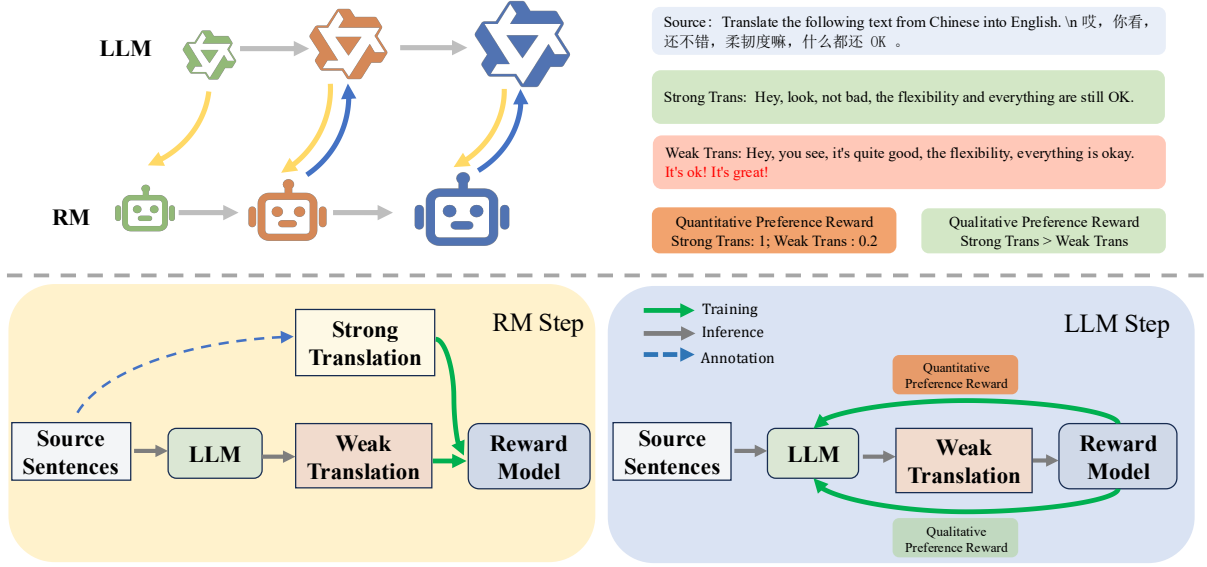 LLM
RM
Source: Translate the following text from Chinese into English. \n 哎，你看，
还不错，柔韧度嘛，什么都还 OK 。
Strong Trans: Hey, look, not bad, the flexibility and everything are still OK.
Weak Trans: Hey, you see, it's quite good, the flexibility, everything is okay.
It's ok! It's great!
Quantitative Preference Reward
Strong Trans: 1; Weak Trans : 0.2
Qualitative Preference Reward
Strong Trans > Weak Trans
RM Step
Strong
Translation
Source
Sentences
LLM
Weak
Translation
Reward
Model
LLM Step
Training
Inference
Annotation
Quantitative
Preference Reward
Source
Sentences
LLM
Weak
Translation
Reward
Model
Qualitative
Preference Reward